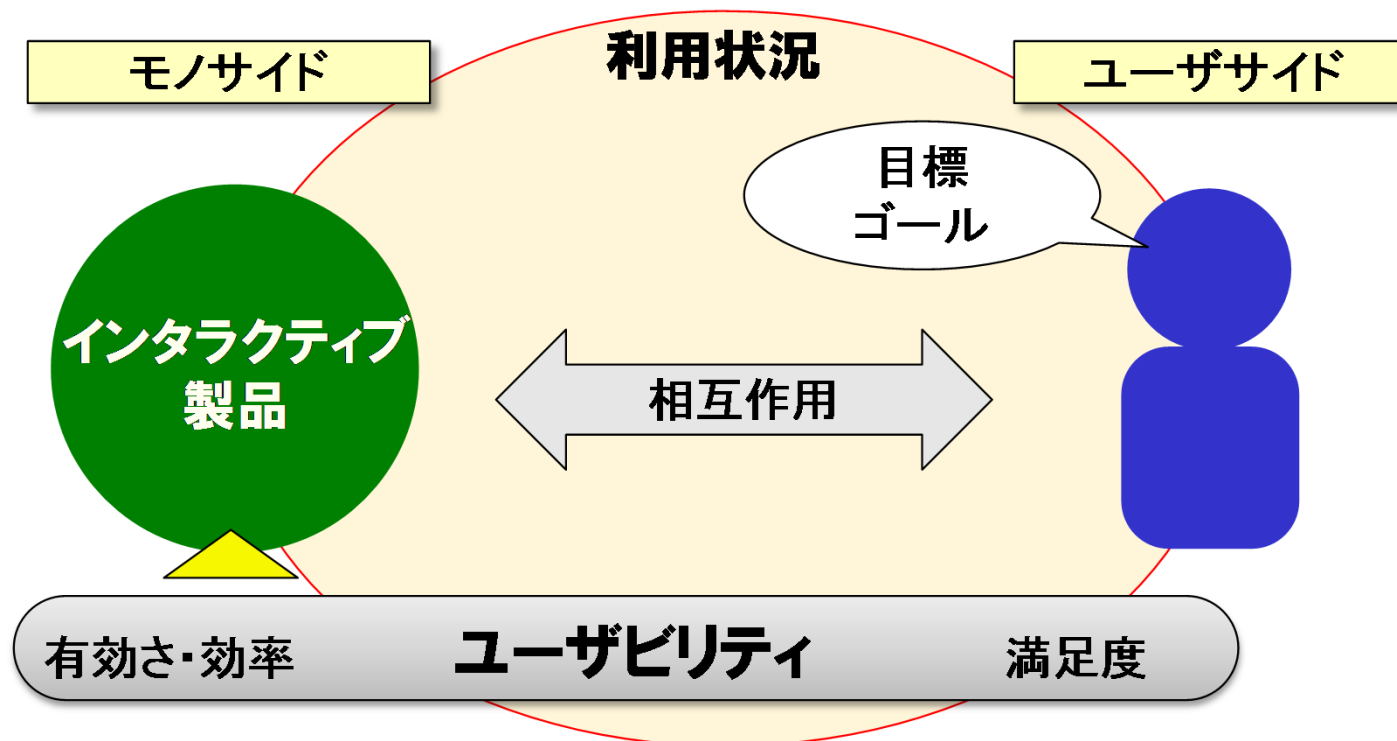 利用状況
モノサイド
ユーザサイド
目標
ゴール
インタラクティブ
製品
相互作用
有効さ・効率
ユーザビリティ
満足度